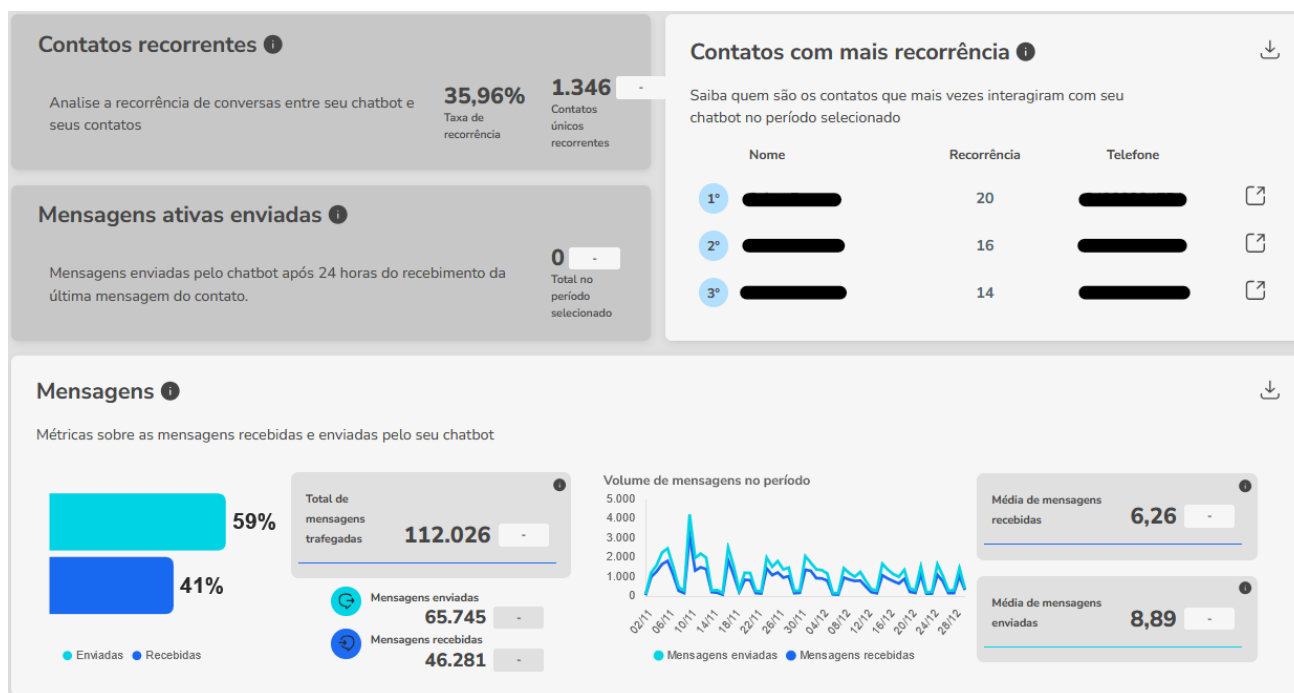 Contatos recorrentes
Analise a recorrência de conversas entre seu chatbot e
seus contatos
35,96%
Taxa de
recorrência
1.346 -
Contatos
únicos
recorrentes
Mensagens ativas enviadas
Mensagens enviadas pelo chatbot após 24 horas do recebimento da
última mensagem do contato.
0 -
Total no
período
selecionado
Contatos com mais recorrência
Saiba quem são os contatos que mais vezes interagiram com seu
chatbot no período selecionado
Nome Recorrência Telefone
1° 20
2° 16
3° 14
Mensagens
Métricas sobre as mensagens recebidas e enviadas pelo seu chatbot
59%
41%
Enviadas Recebidas
Total de
mensagens
trafegadas
112.026 -
Mensagens enviadas
65.745 -
Mensagens recebidas
46.281 -
Volume de mensagens no período
5.000
4.000
3.000
2.000
1.000
0
02/11 06/11 10/11 14/11 18/11 22/11 26/11 30/11 04/12 08/12 12/12 16/12 20/12 24/12 28/12
Mensagens enviadas Mensagens recebidas
Média de mensagens
recebidas
6,26 -
Média de mensagens
enviadas
8,89 -